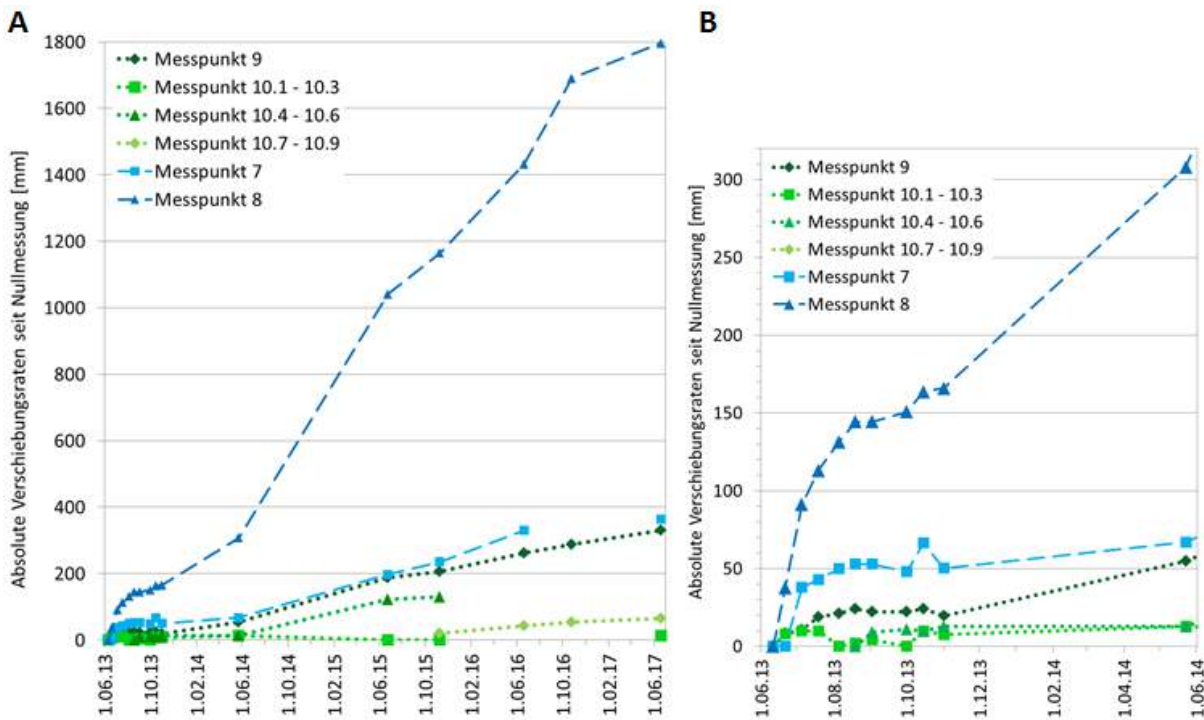 A
Absolute Verschiebungsraten seit Nullmessung [mm]
1800
1600
1400
1200
1000
800
600
400
200
0
Messpunkt 9
Messpunkt 10.1 - 10.3
Messpunkt 10.4 - 10.6
Messpunkt 10.7 - 10.9
Messpunkt 7
Messpunkt 8
1.06.13
1.10.13
1.02.14
1.06.14
1.10.14
1.02.15
1.06.15
1.10.15
1.02.16
1.06.16
1.10.16
1.02.17
1.06.17
B
Absolute Verschiebungsraten seit Nullmessung [mm]
300
250
200
150
100
50
0
Messpunkt 9
Messpunkt 10.1 - 10.3
Messpunkt 10.4 - 10.6
Messpunkt 10.7 - 10.9
Messpunkt 7
Messpunkt 8
1.06.13
1.08.13
1.10.13
1.12.13
1.02.14
1.04.14
1.06.14